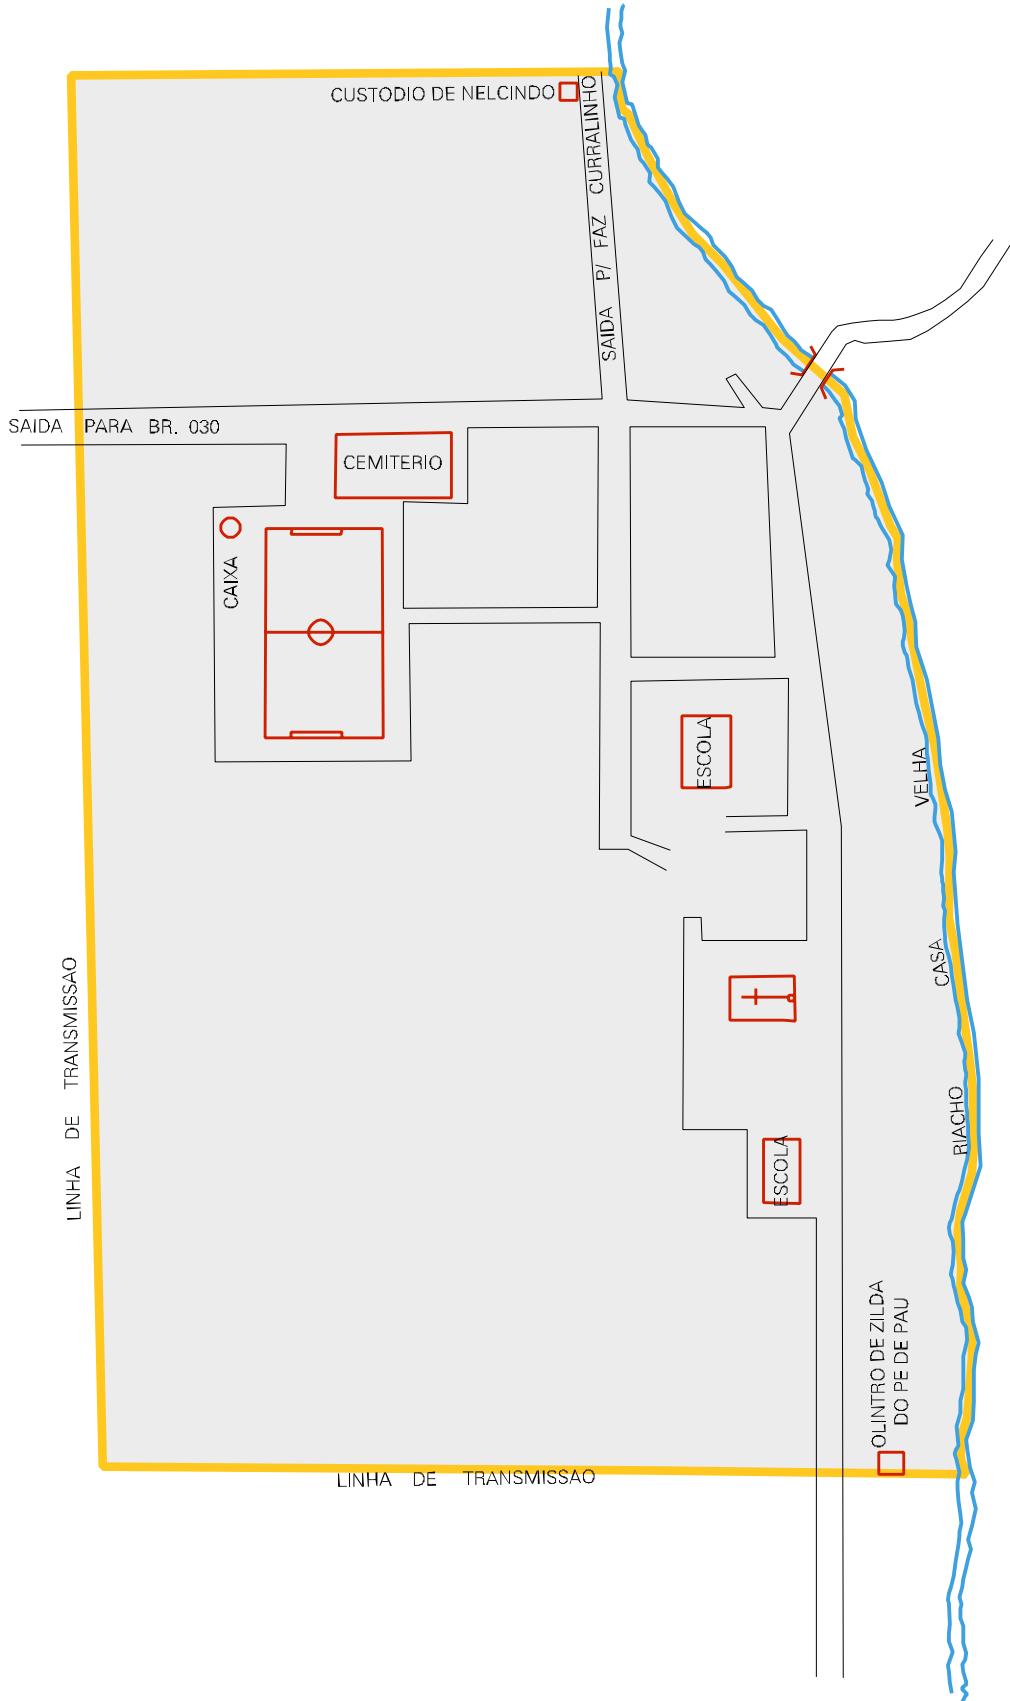 CUSTODIO DE NELCINDO
SAIDA P/ FAZ CURRALINHO
SAIDA PARA BR. 030
CEMITERIO
CAIXA
ESCOLA
RIACHO CASA VELHA
LINHA DE TRANSMISSAO
ESCOLA
OLINTRO DE ZILDA
DO PE DE PAU
LINHA DE TRANSMISSAO